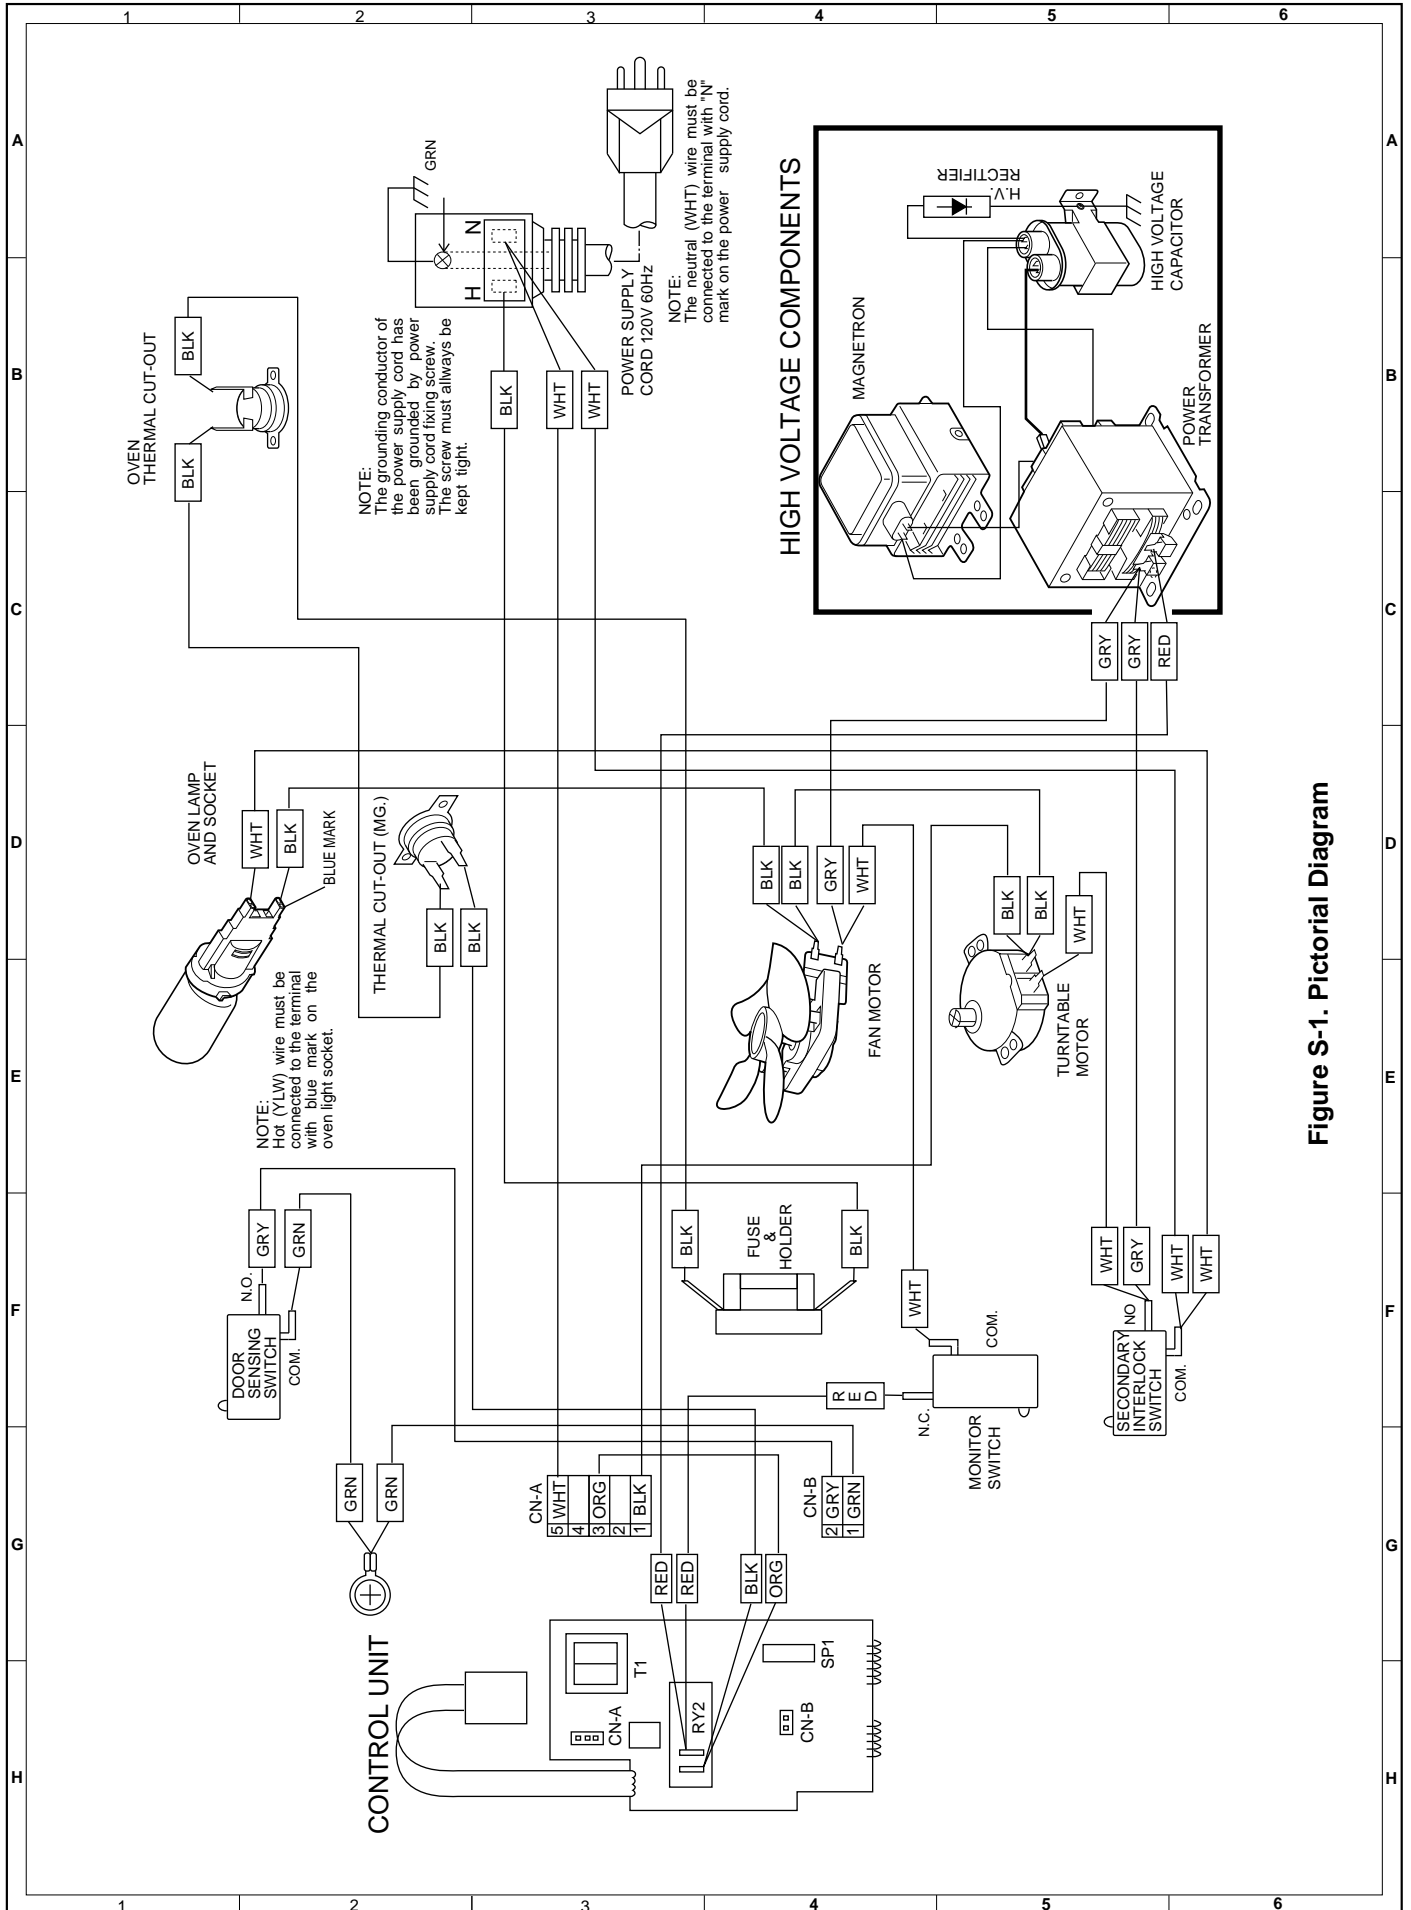 1 2 3 4 5 6
A
B
C
D
E
F
G
H
A
B
C
D
E
F
G
H
1 2 3 4 5 6
OVEN
THERMAL CUT-OUT
BLK
BLK
NOTE:
The grounding conductor of
the power supply cord has
been grounded by power
supply cord fixing screw.
The screw must allways be
kept tight.
GRN
H
N
BLK
WHT
WHT
POWER SUPPLY
CORD 120V 60Hz
NOTE:
The neutral (WHT) wire must be
connected to the terminal with "N"
mark on the power supply cord.
HIGH VOLTAGE COMPONENTS
MAGNETRON
H.V.
RECTIFIER
HIGH VOLTAGE
CAPACITOR
POWER
TRANSFORMER
GRY
GRY
RED
OVEN LAMP
AND SOCKET
WHT
BLK
BLUE MARK
NOTE:
Hot (YLW) wire must be
connected to the terminal
with blue mark on the
oven light socket.
THERMAL CUT-OUT (MG.)
BLK
BLK
BLK
BLK
GRY
WHT
FAN MOTOR
BLK
BLK
WHT
TURNTABLE
MOTOR
GRY
GRN
N.O.
DOOR
SENSING
SWITCH
COM.
BLK
FUSE
&
HOLDER
BLK
WHT
COM.
RED
N.C.
MONITOR
SWITCH
WHT
GRY
WHT
WHT
NO
SECONDARY
INTERLOCK
SWITCH
COM.
GRN
GRN
CN-A
5 WHT
4
3 ORG
2
1 BLK
CN-B
2 GRY
1 GRN
RED
RED
BLK
ORG
CONTROL UNIT
T1
SP1
CN-A
RY2
CN-B
Figure S-1. Pictorial Diagram